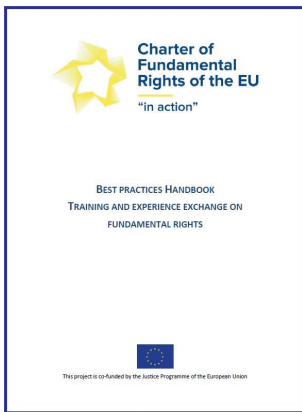 Charter of
Fundamental
Rights of the EU
"in action"
BEST PRACTICES HANDBOOK
TRAINING AND EXPERIENCE EXCHANGE ON
FUNDAMENTAL RIGHTS
This project is co-funded by the Justice Programme of the European Union